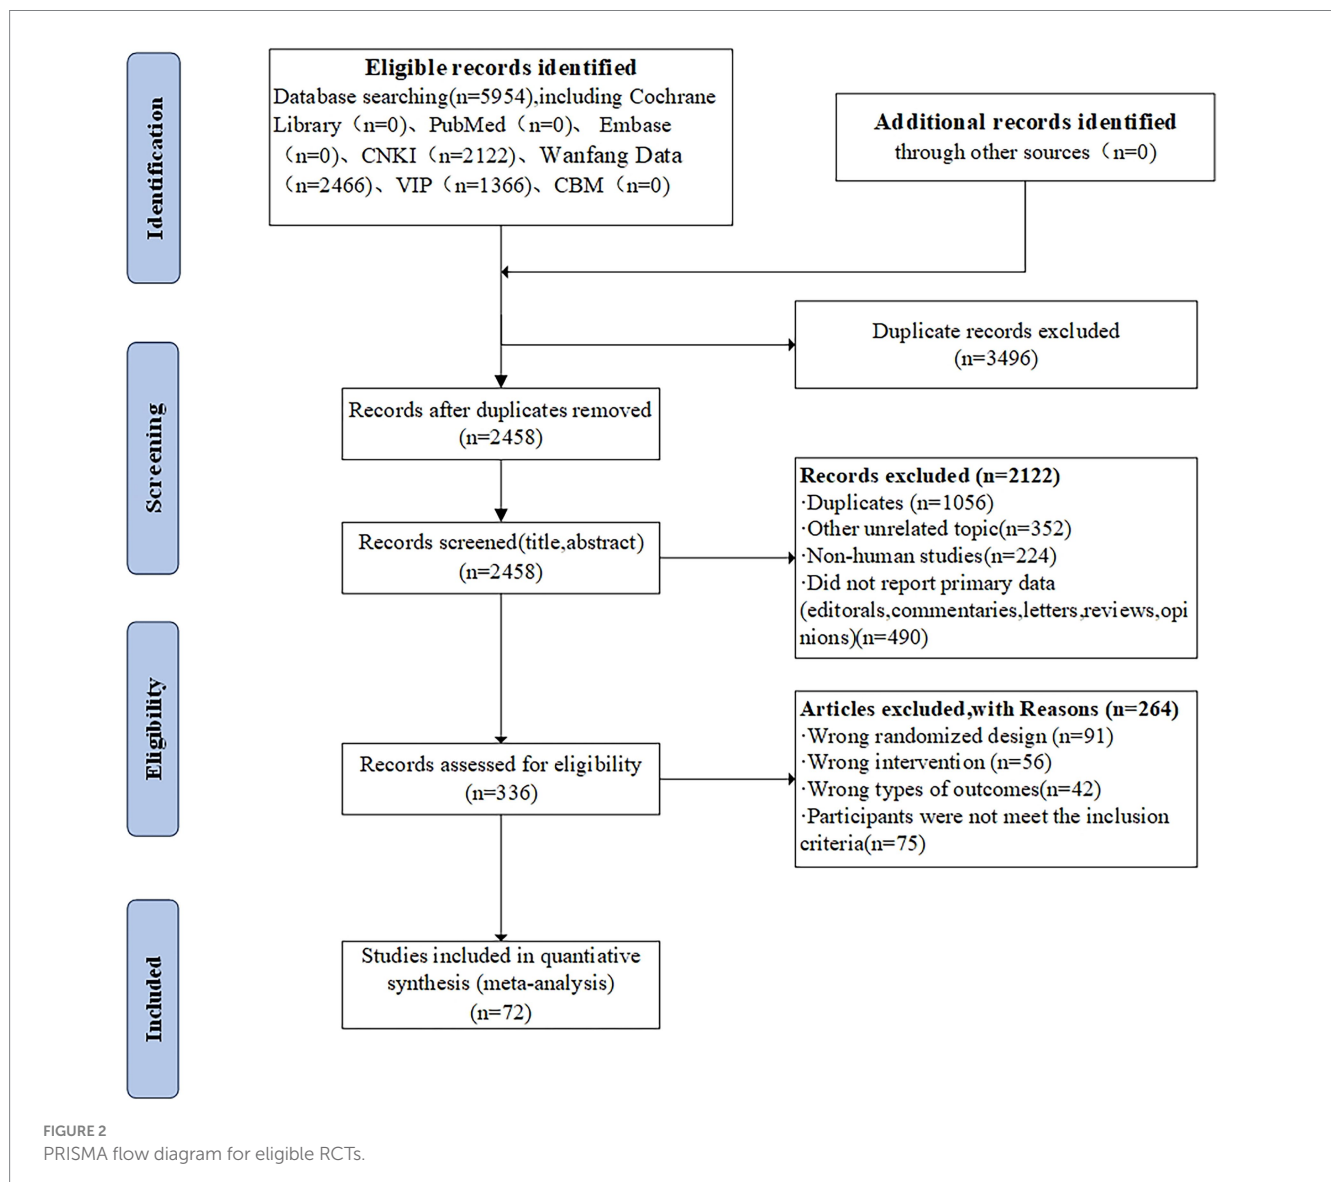 Identification
Eligible records identified
Database searching(n=5954),including Cochrane
Library（n=0)、PubMed（n=0)、 Embase
（n=0)、CNKI（n=2122)、Wanfang Data
（n=2466)、VIP（n=1366)、CBM（n=0)
Additional records identified
through other sources（n=0)
Screening
Duplicate records excluded
(n=3496)
Records after duplicates removed
(n=2458)
Records screened(title,abstract)
(n=2458)
Records excluded (n=2122)
·Duplicates (n=1056)
·Other unrelated topic(n=352)
·Non-human studies(n=224)
·Did not report primary data
(editorals,commentaries,letters,reviews,opi
nions)(n=490)
Eligibility
Records assessed for eligibility
(n=336)
Articles excluded,with Reasons (n=264)
·Wrong randomized design (n=91)
·Wrong intervention (n=56)
·Wrong types of outcomes(n=42)
·Participants were not meet the inclusion
criteria(n=75)
Included
Studies included in quantiative
synthesis (meta-analysis)
(n=72)
FIGURE 2
PRISMA flow diagram for eligible RCTs.